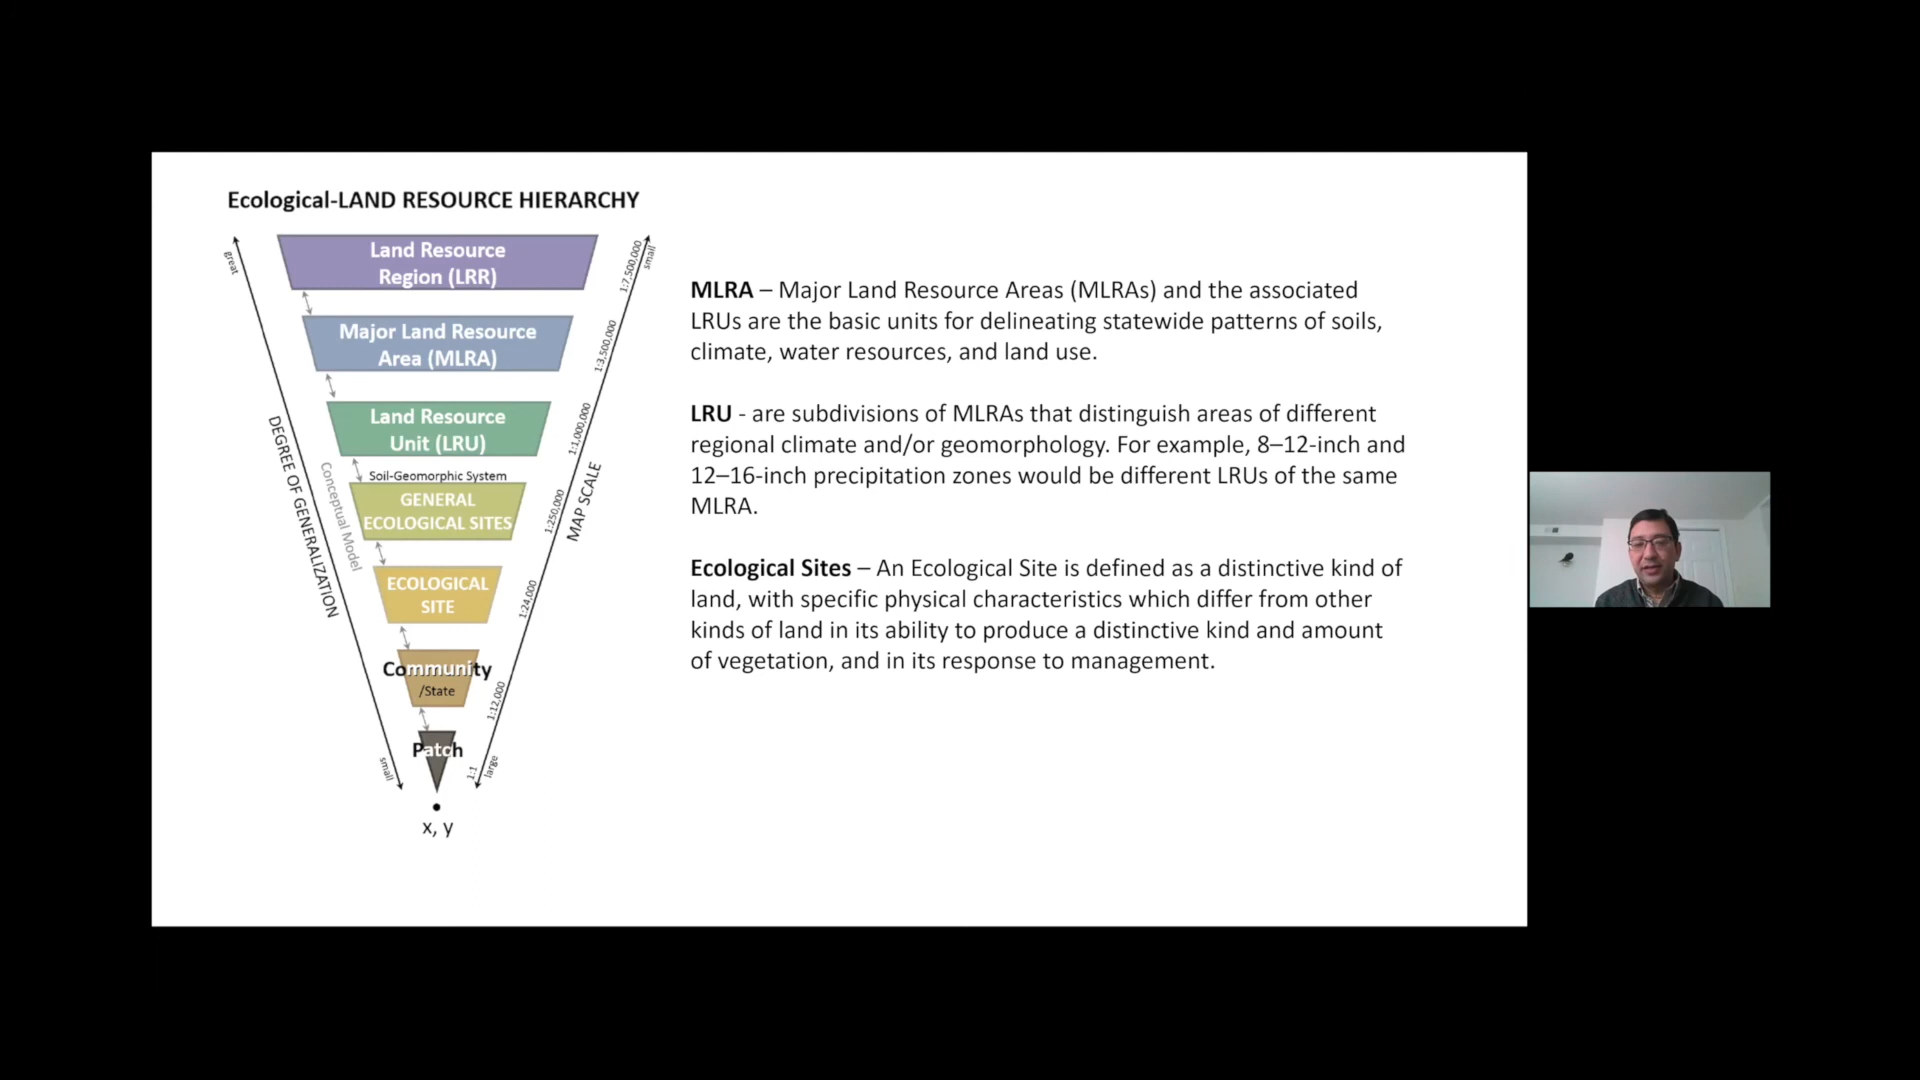 Ecological-LAND RESOURCE HIERARCHY
great
Land Resource
Region (LRR)
1:7,500,000
small
Major Land Resource
Area (MLRA)
1:3,500,000
Land Resource
Unit (LRU)
1:1,000,000
DEGREE OF GENERALIZATION
Conceptual Model
Soil-Geomorphic System
GENERAL
ECOLOGICAL SITES
1:250,000
MAP SCALE
ECOLOGICAL
SITE
1:24,000
Community
/State
1:12,000
Patch
small
1:1
large
x, y
MLRA – Major Land Resource Areas (MLRAs) and the associated
LRUs are the basic units for delineating statewide patterns of soils,
climate, water resources, and land use.
LRU - are subdivisions of MLRAs that distinguish areas of different
regional climate and/or geomorphology. For example, 8–12-inch and
12–16-inch precipitation zones would be different LRUs of the same
MLRA.
Ecological Sites – An Ecological Site is defined as a distinctive kind of
land, with specific physical characteristics which differ from other
kinds of land in its ability to produce a distinctive kind and amount
of vegetation, and in its response to management.